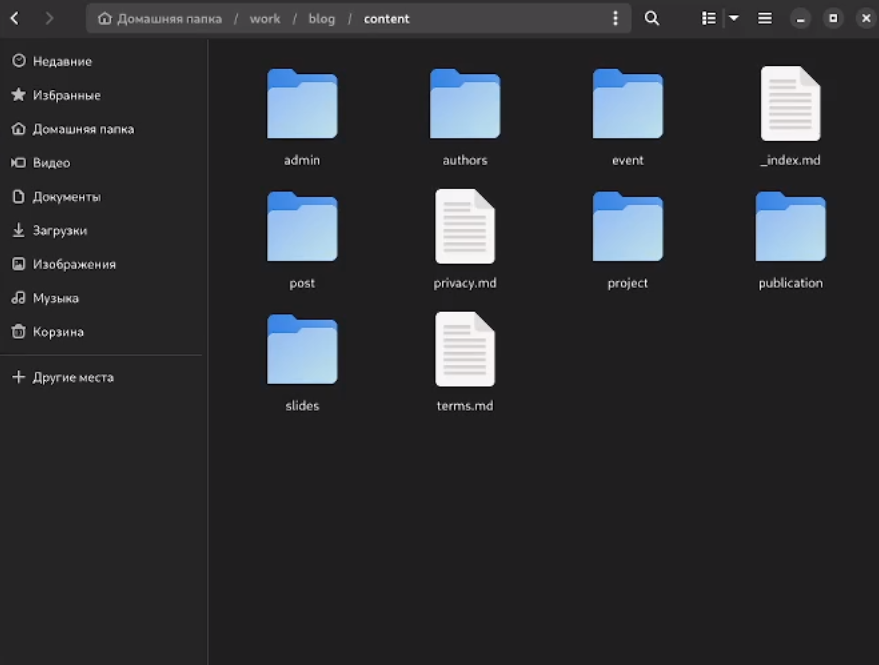 Домашняя папка / work / blog / content
Недавние
Избранные
Домашняя папка
Видео
Документы
Загрузки
Изображения
Музыка
Корзина
Другие места
admin
authors
event
_index.md
post
privacy.md
project
publication
slides
terms.md